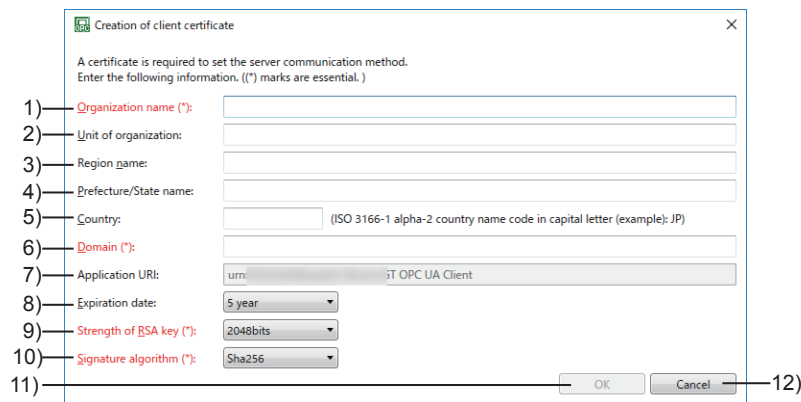 OPC Creation of client certificate
A certificate is required to set the server communication method.
Enter the following information. ((*) marks are essential. )
1) Organization name (*):
2) Unit of organization:
3) Region name:
4) Prefecture/State name:
5) Country: (ISO 3166-1 alpha-2 country name code in capital letter (example): JP)
6) Domain (*):
7) Application URI: urn: GT OPC UA Client
8) Expiration date: 5 year
9) Strength of RSA key (*): 2048bits
10) Signature algorithm (*): Sha256
11) OK Cancel 12)